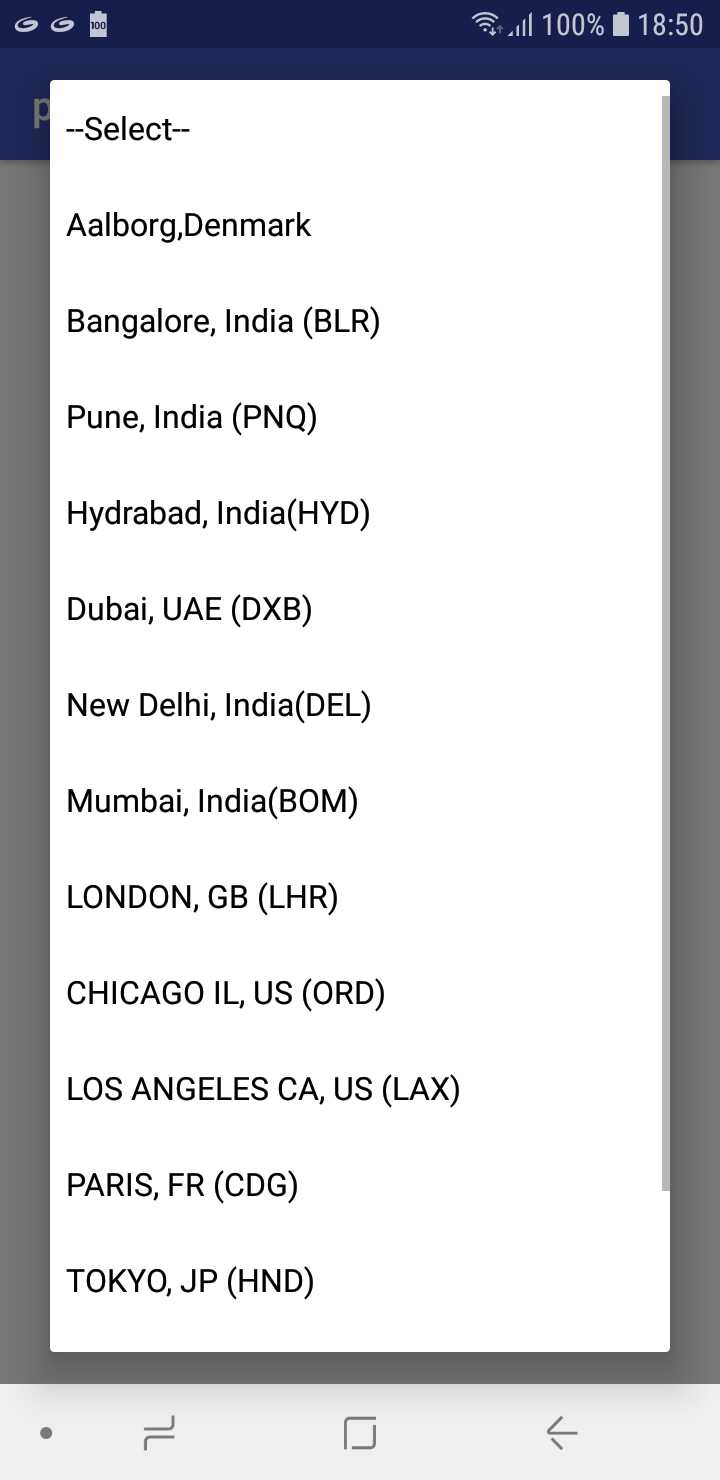 100 100% 18:50
p
--Select--
Aalborg,Denmark
Bangalore, India (BLR)
Pune, India (PNQ)
Hydrabad, India(HYD)
Dubai, UAE (DXB)
New Delhi, India(DEL)
Mumbai, India(BOM)
LONDON, GB (LHR)
CHICAGO IL, US (ORD)
LOS ANGELES CA, US (LAX)
PARIS, FR (CDG)
TOKYO, JP (HND)